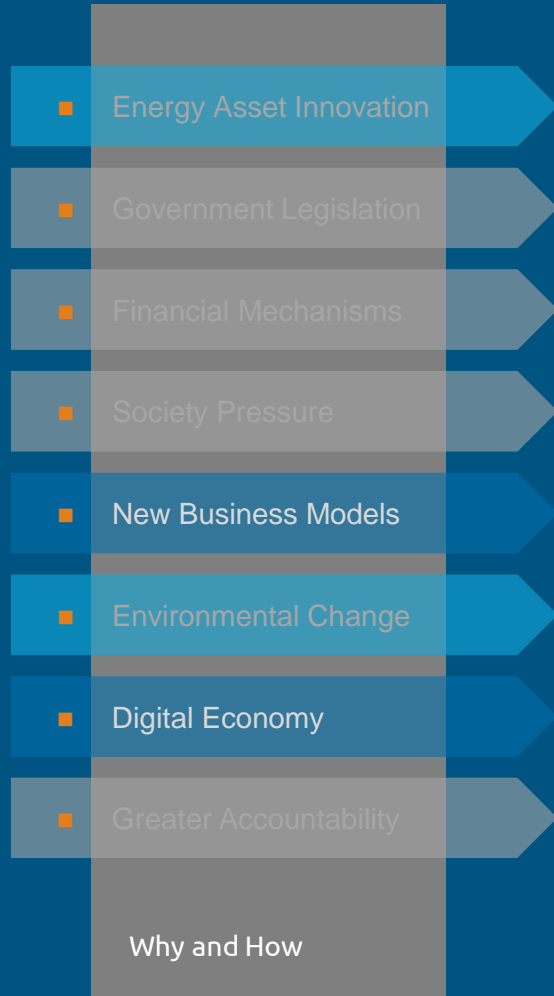 Energy Asset Innovation
Government Legislation
Financial Mechanisms
Society Pressure
New Business Models
Environmental Change
Digital Economy
Greater Accountability
Why and How